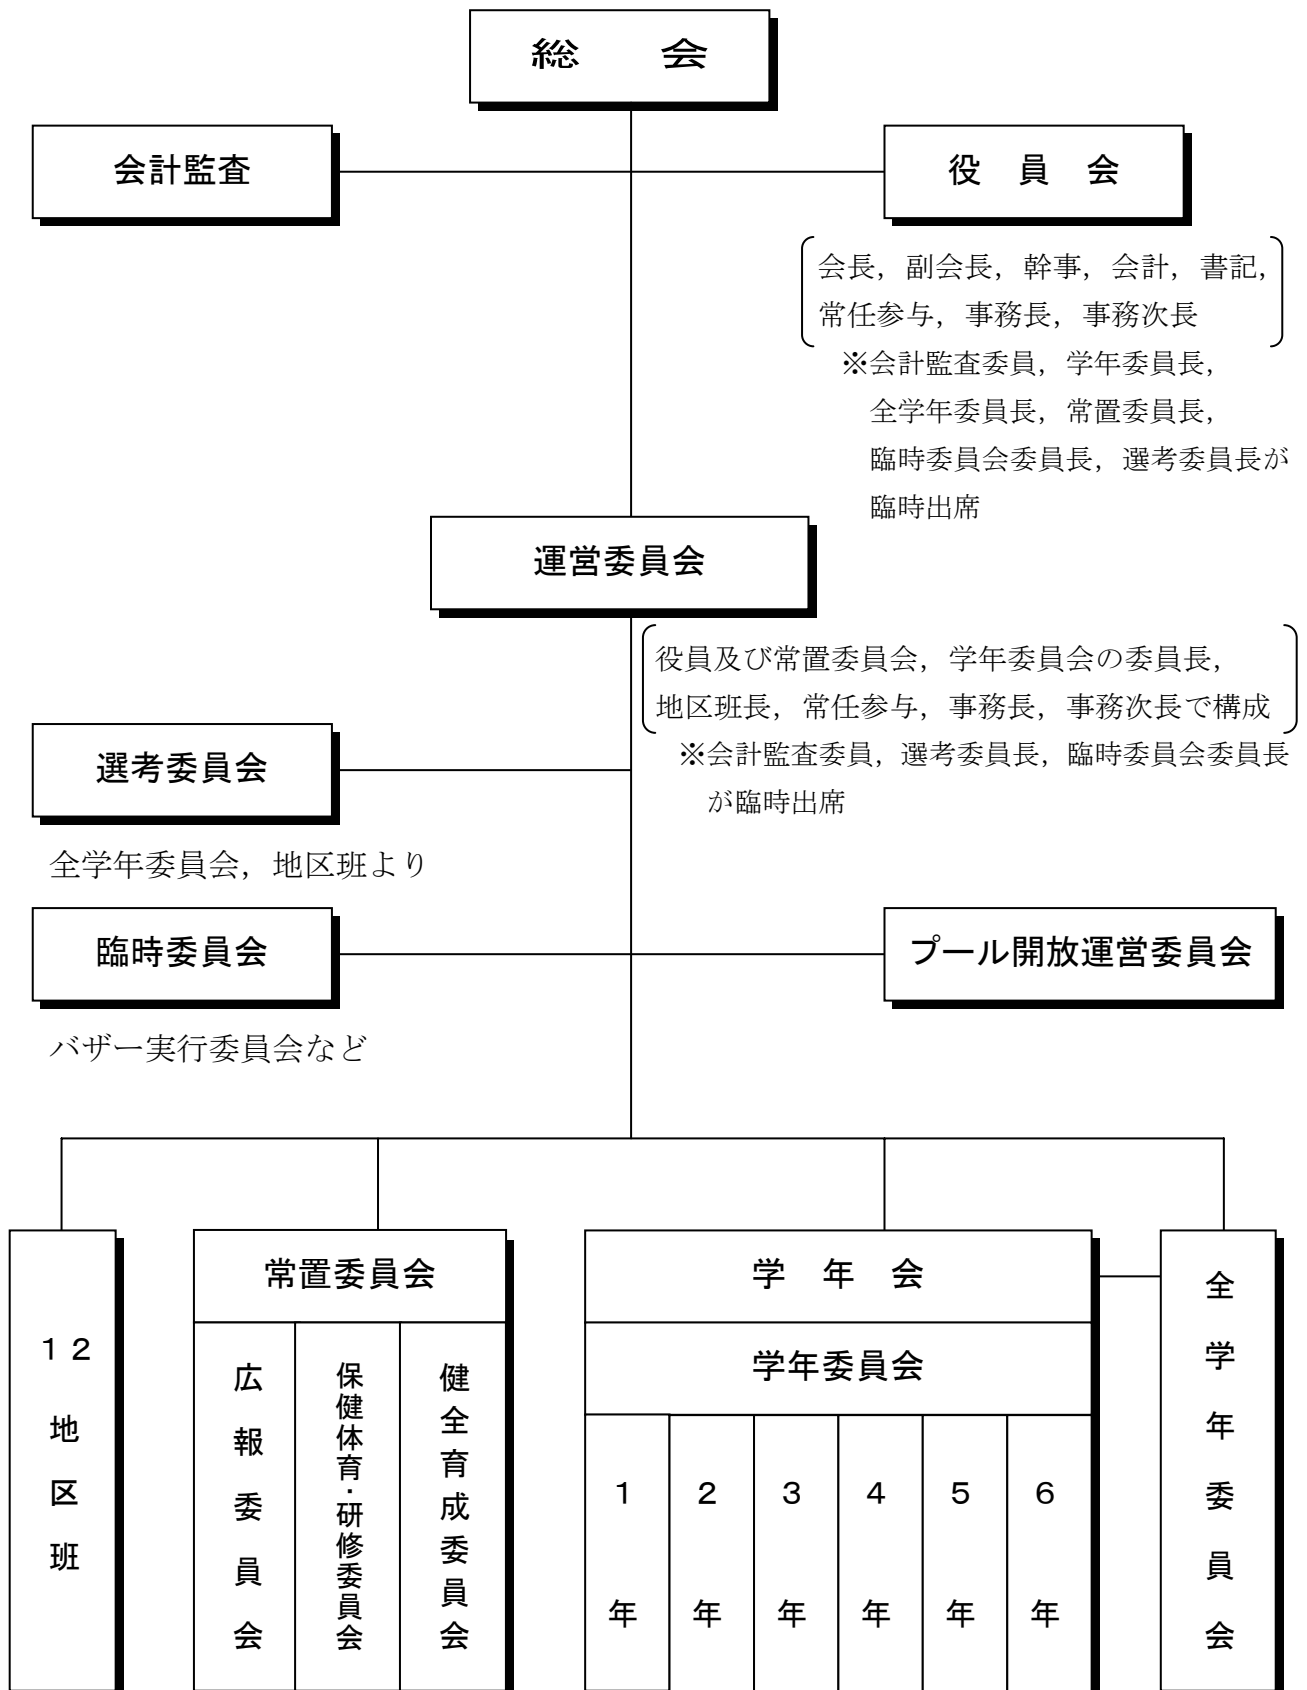 総　会
会計監査
役　員　会
会長，副会長，幹事，会計，書記，
常任参与，事務長，事務次長
※会計監査委員，学年委員長，
全学年委員長，常置委員長，
臨時委員会委員長，選考委員長が
臨時出席
運営委員会
役員及び常置委員会，学年委員会の委員長，
地区班長，常任参与，事務長，事務次長で構成
※会計監査委員，選考委員長，臨時委員会委員長
が臨時出席
選考委員会
全学年委員会，地区班より
臨時委員会
プール開放運営委員会
バザー実行委員会など
１２地区班
常置委員会
広報委員会
保健体育・研修委員会
健全育成委員会
学　年　会
学年委員会
１年
２年
３年
４年
５年
６年
全学年委員会